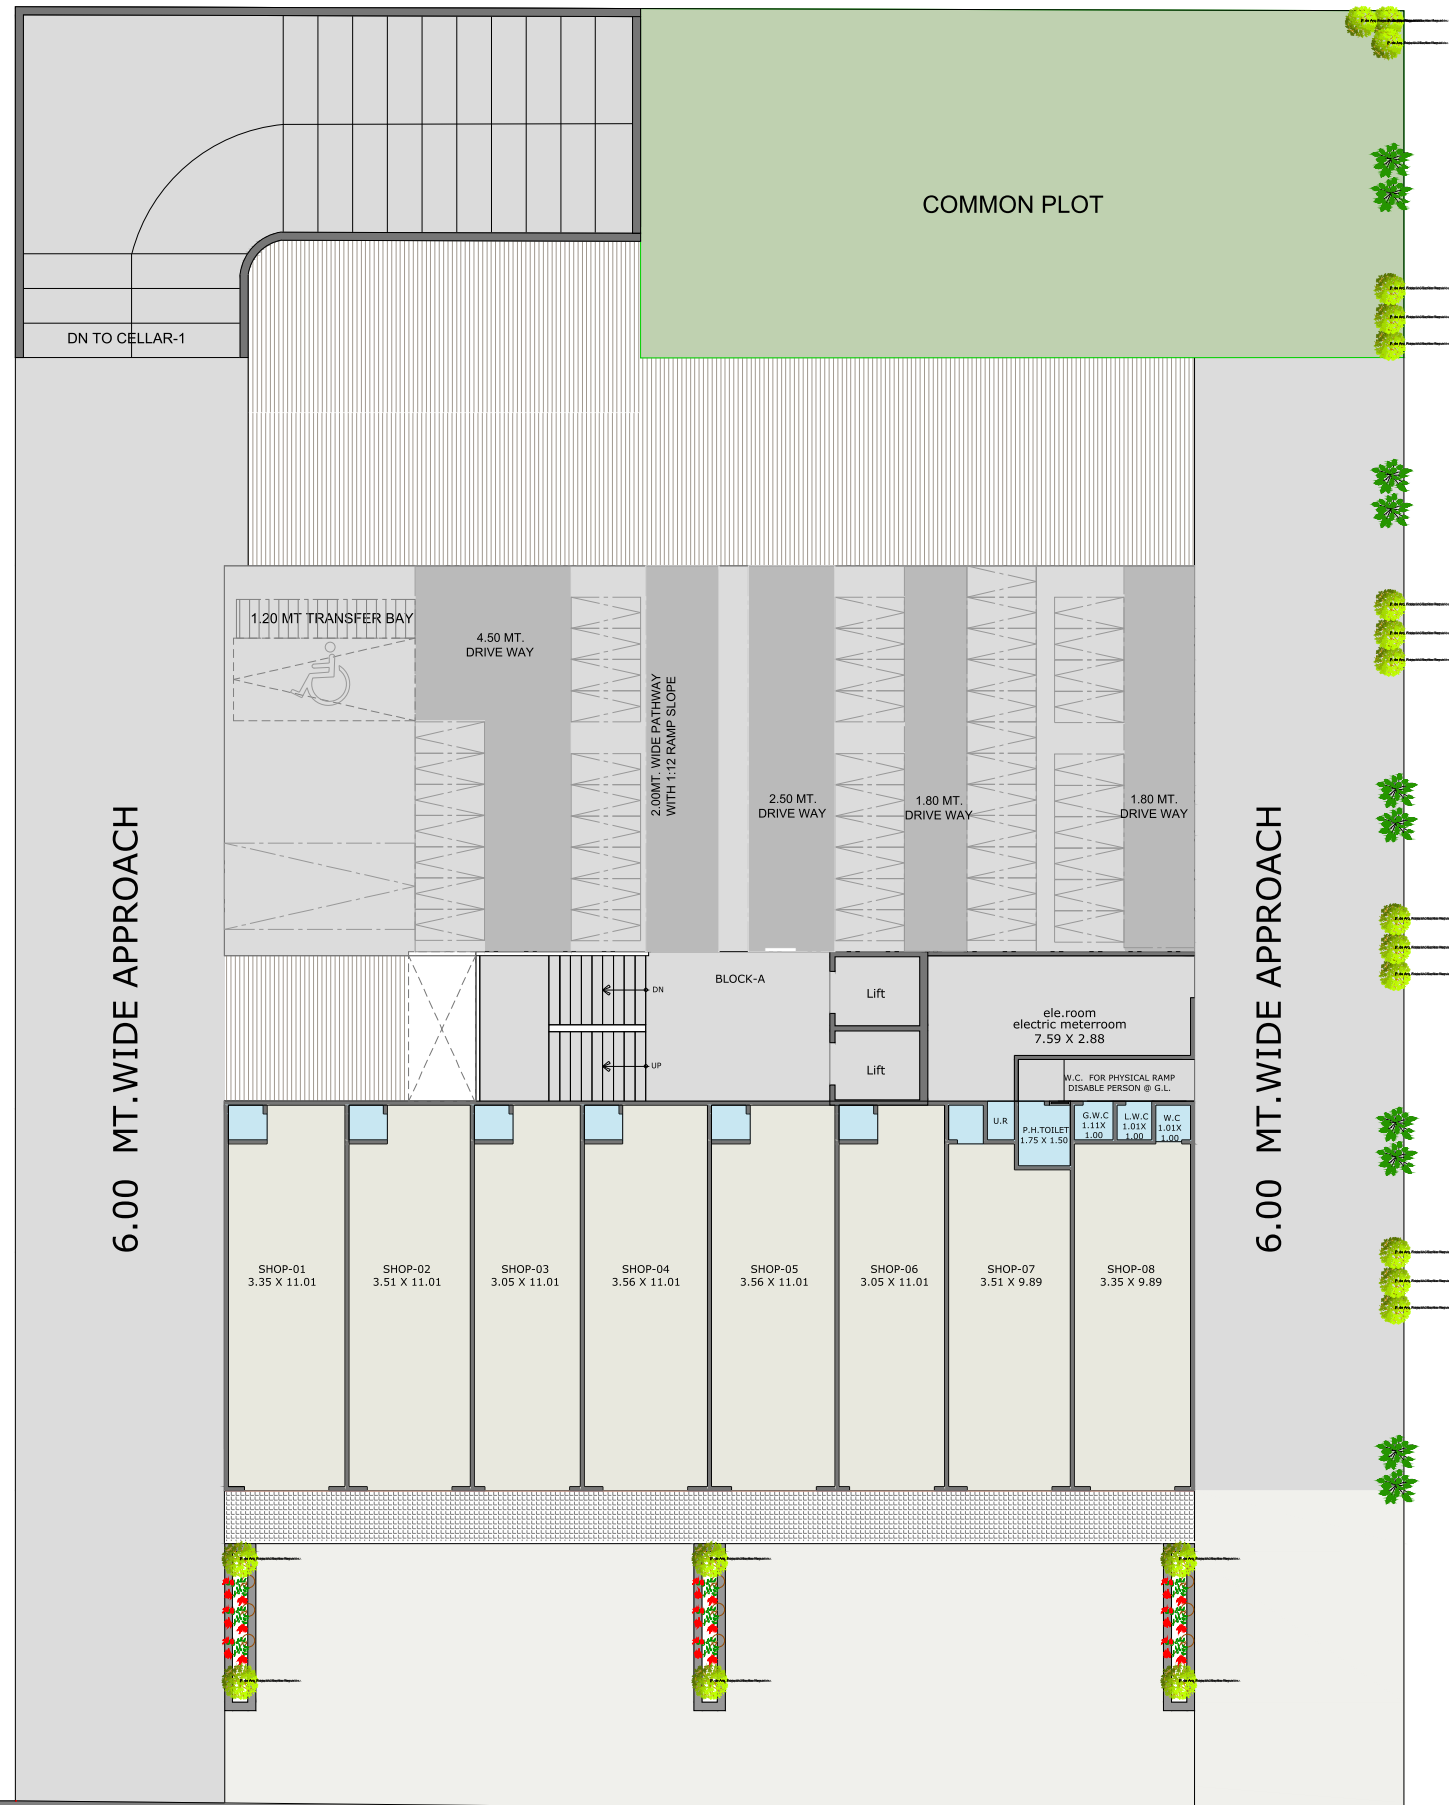 COMMON PLOT
DN TO CELLAR-1
1.20 MT TRANSFER BAY
4.50 MT.
DRIVE WAY
2.00MT. WIDE PATHWAY
WITH 1:12 RAMP SLOPE
2.50 MT.
DRIVE WAY
1.80 MT.
DRIVE WAY
1.80 MT.
DRIVE WAY
6.00 MT.WIDE APPROACH
6.00 MT.WIDE APPROACH
BLOCK-A
DN
UP
Lift
Lift
ele.room
electric meterroom
7.59 X 2.88
W.C. FOR PHYSICAL RAMP
DISABLE PERSON @ G.L.
U.R
P.H.TOILET
1.75 X 1.50
G.W.C
1.11X
1.00
L.W.C
1.01X
1.00
W.C
1.01X
1.00
SHOP-01
3.35 X 11.01
SHOP-02
3.51 X 11.01
SHOP-03
3.05 X 11.01
SHOP-04
3.56 X 11.01
SHOP-05
3.56 X 11.01
SHOP-06
3.05 X 11.01
SHOP-07
3.51 X 9.89
SHOP-08
3.35 X 9.89